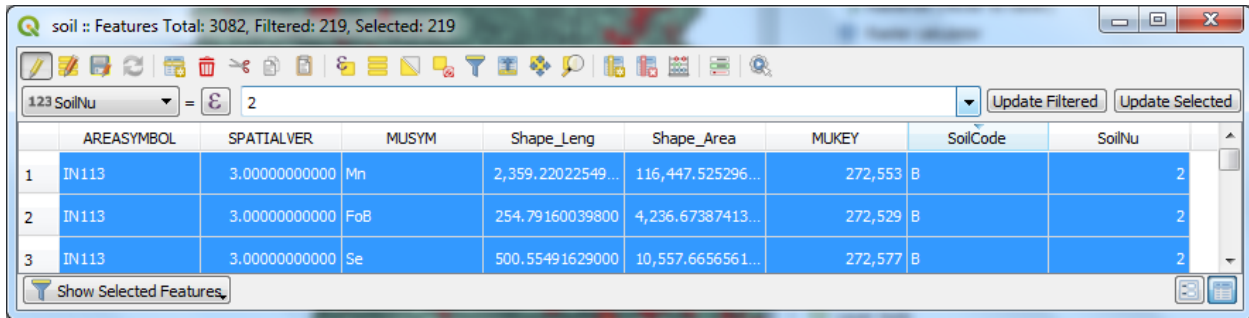 soil :: Features Total: 3082, Filtered: 219, Selected: 219
123 SoilNu = ε 2 Update Filtered Update Selected
AREASYMBOL SPATIALVER MUSYM Shape_Leng Shape_Area MUKEY SoilCode SoilNu
1 IN113 3.00000000000 Mn 2,359.22022549... 116,447.525296... 272,553 B 2
2 IN113 3.00000000000 FoB 254.79160039800 4,236.67387413... 272,529 B 2
3 IN113 3.00000000000 Se 500.55491629000 10,557.6656561... 272,577 B 2
Show Selected Features